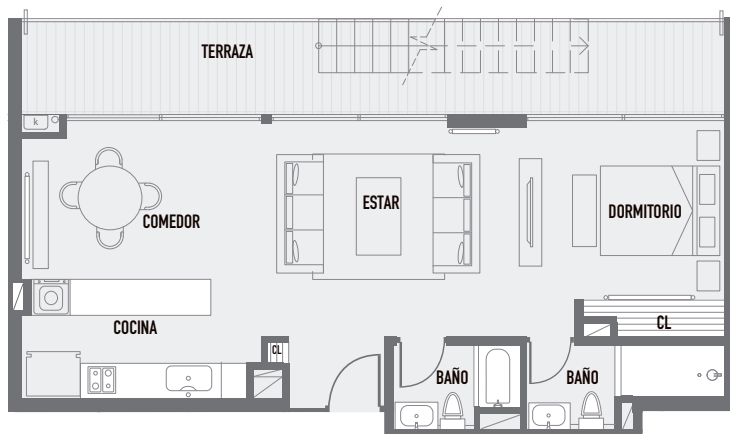 TERRAZA
k
ESTAR
COMEDOR
DORMITORIO
COCINA
CL
CL
BAÑO
BAÑO